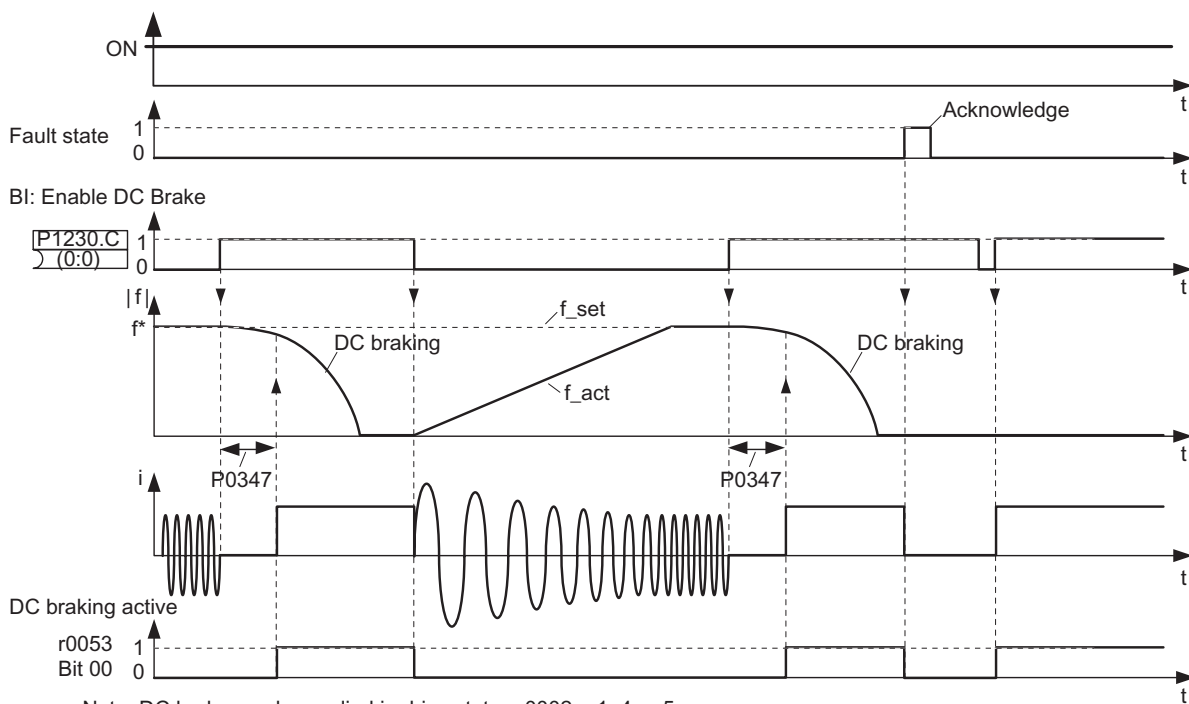 ON
t
Fault state
1
0
Acknowledge
t
BI: Enable DC Brake
P1230.C
(0:0)
1
0
t
|f|
f*
f_set
DC braking
f_act
DC braking
t
P0347
P0347
i
t
DC braking active
r0053
Bit 00
1
0
t